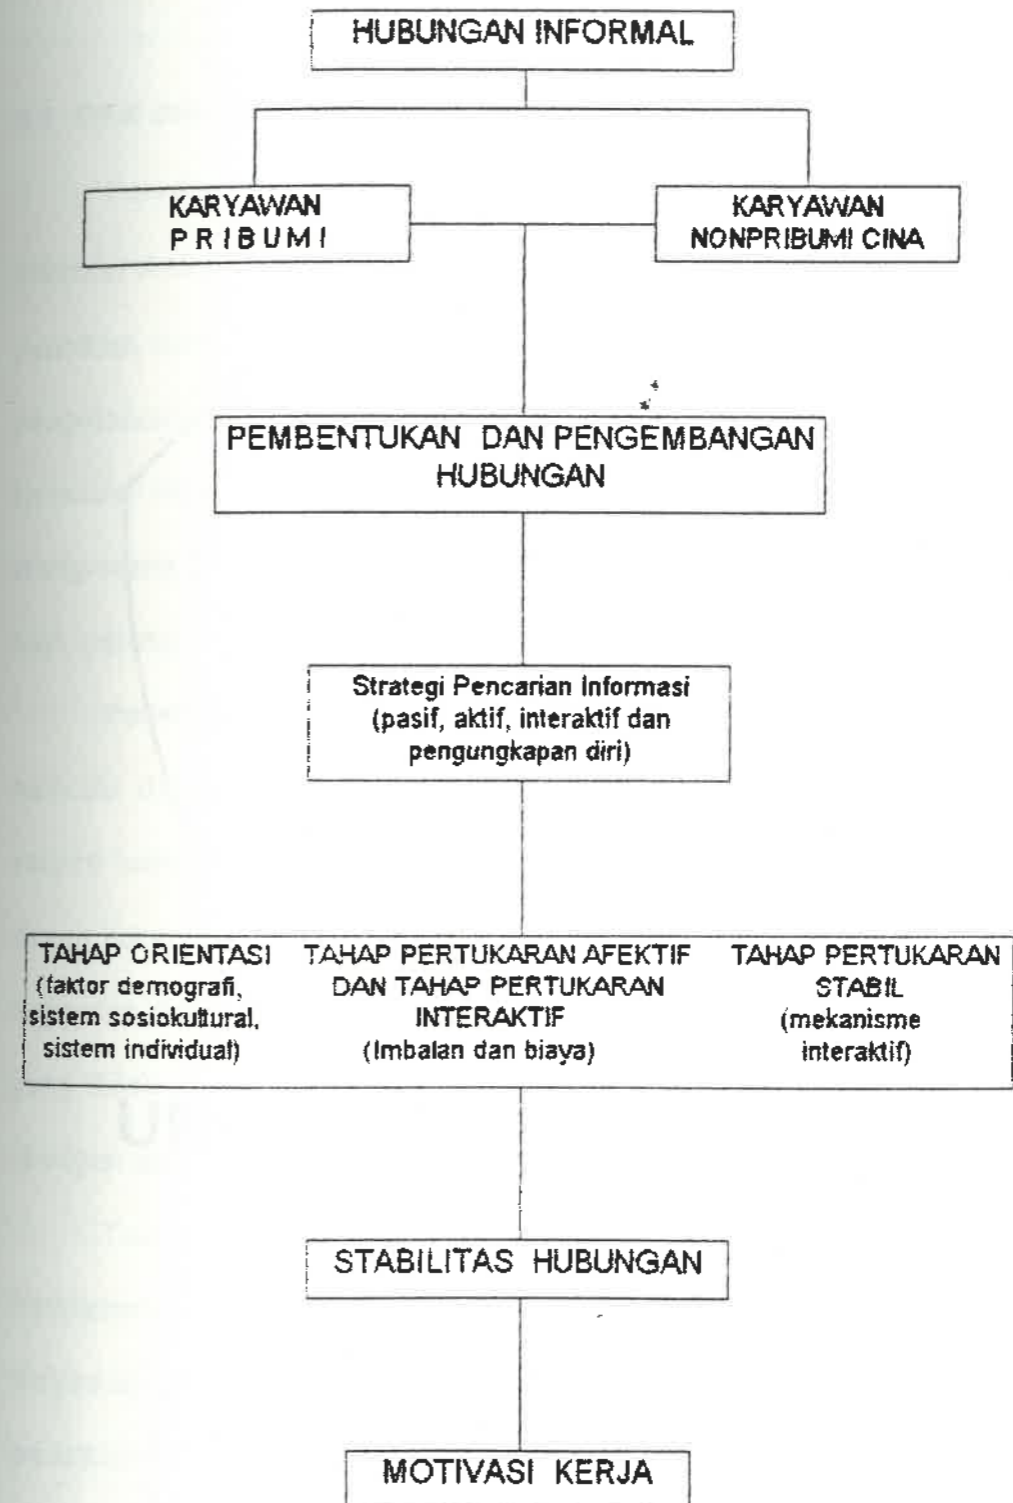 HUBUNGAN INFORMAL
KARYAWAN
PRIBUMI
KARYAWAN
NONPRIBUMI CINA
PEMBENTUKAN DAN PENGEMBANGAN
HUBUNGAN
Strategi Pencarian Informasi
(pasif, aktif, interaktif dan
pengungkapan diri)
TAHAP ORIENTASI
(faktor demografi,
sistem sosiokultural,
sistem individual)
TAHAP PERTUKARAN AFEKTIF
DAN TAHAP PERTUKARAN
INTERAKTIF
(Imbalan dan biaya)
TAHAP PERTUKARAN
STABIL
(mekanisme
interaktif)
STABILITAS HUBUNGAN
MOTIVASI KERJA